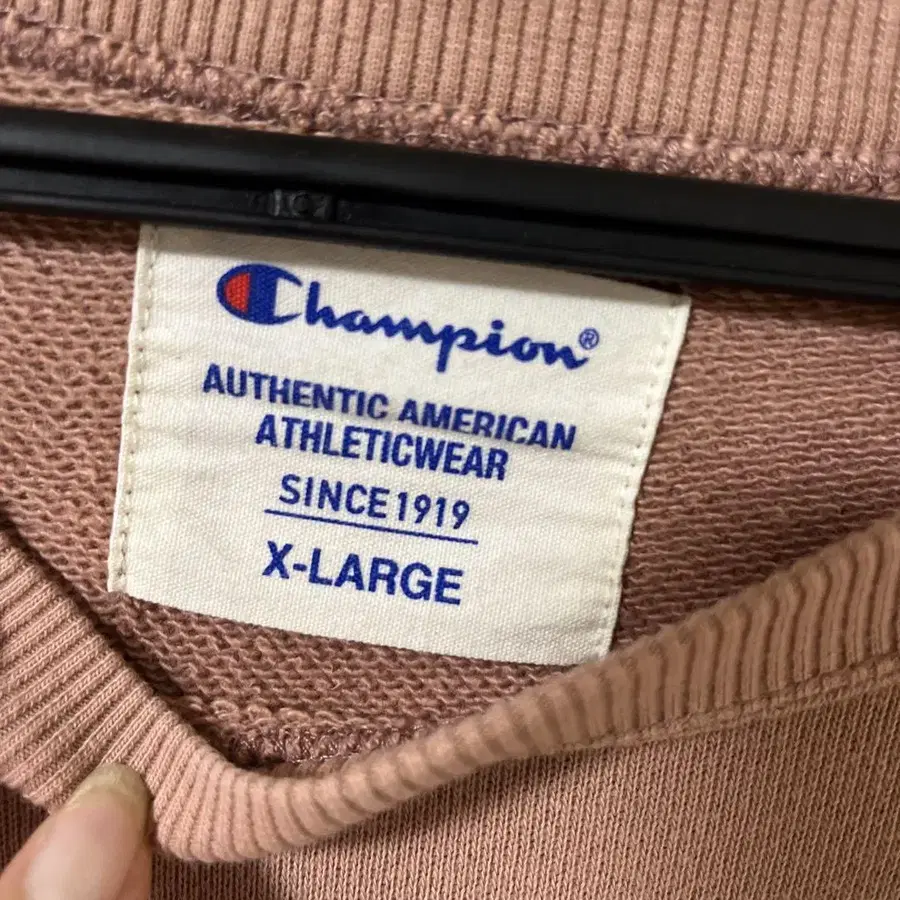 Champion®
AUTHENTIC AMERICAN
ATHLETICWEAR
SINCE 1919
X-LARGE